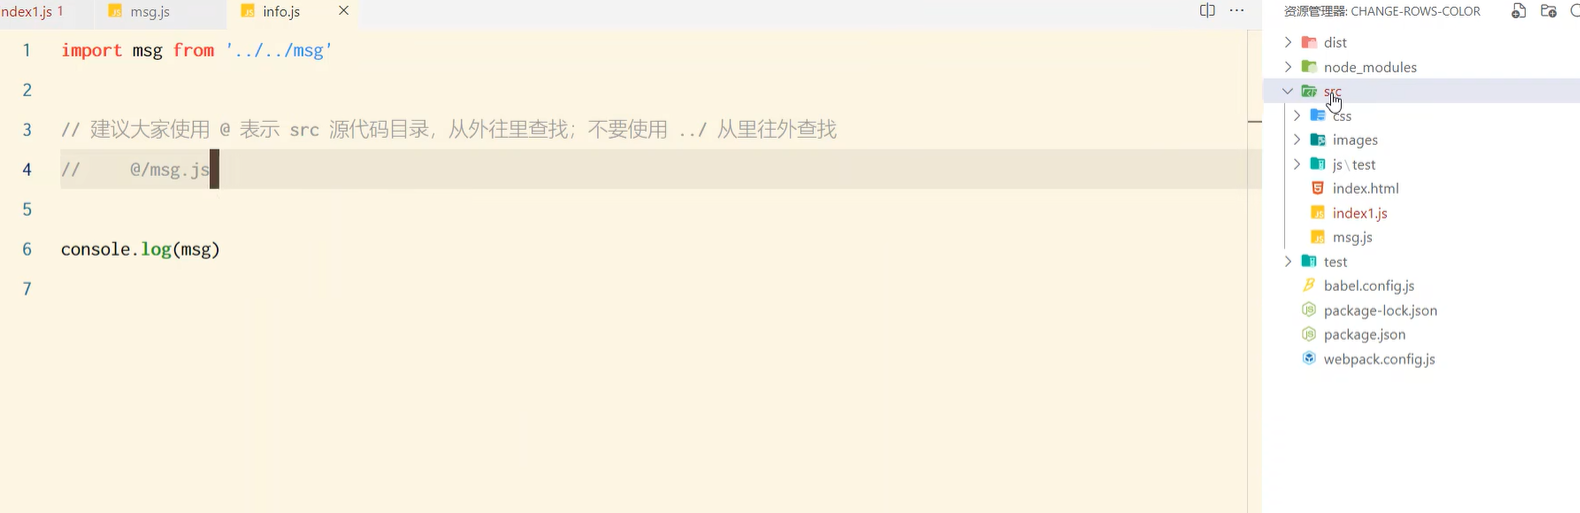 ndex1.js 1
msg.js
info.js
1 import msg from '../../msg'
2
3 // 建议大家使用 @ 表示 src 源代码目录，从外往里查找；不要使用 ../ 从里往外查找
4 //     @/msg.js
5
6 console.log(msg)
7
资源管理器: CHANGE-ROWS-COLOR
dist
node_modules
src
css
images
js\test
index.html
index1.js
msg.js
test
babel.config.js
package-lock.json
package.json
webpack.config.js